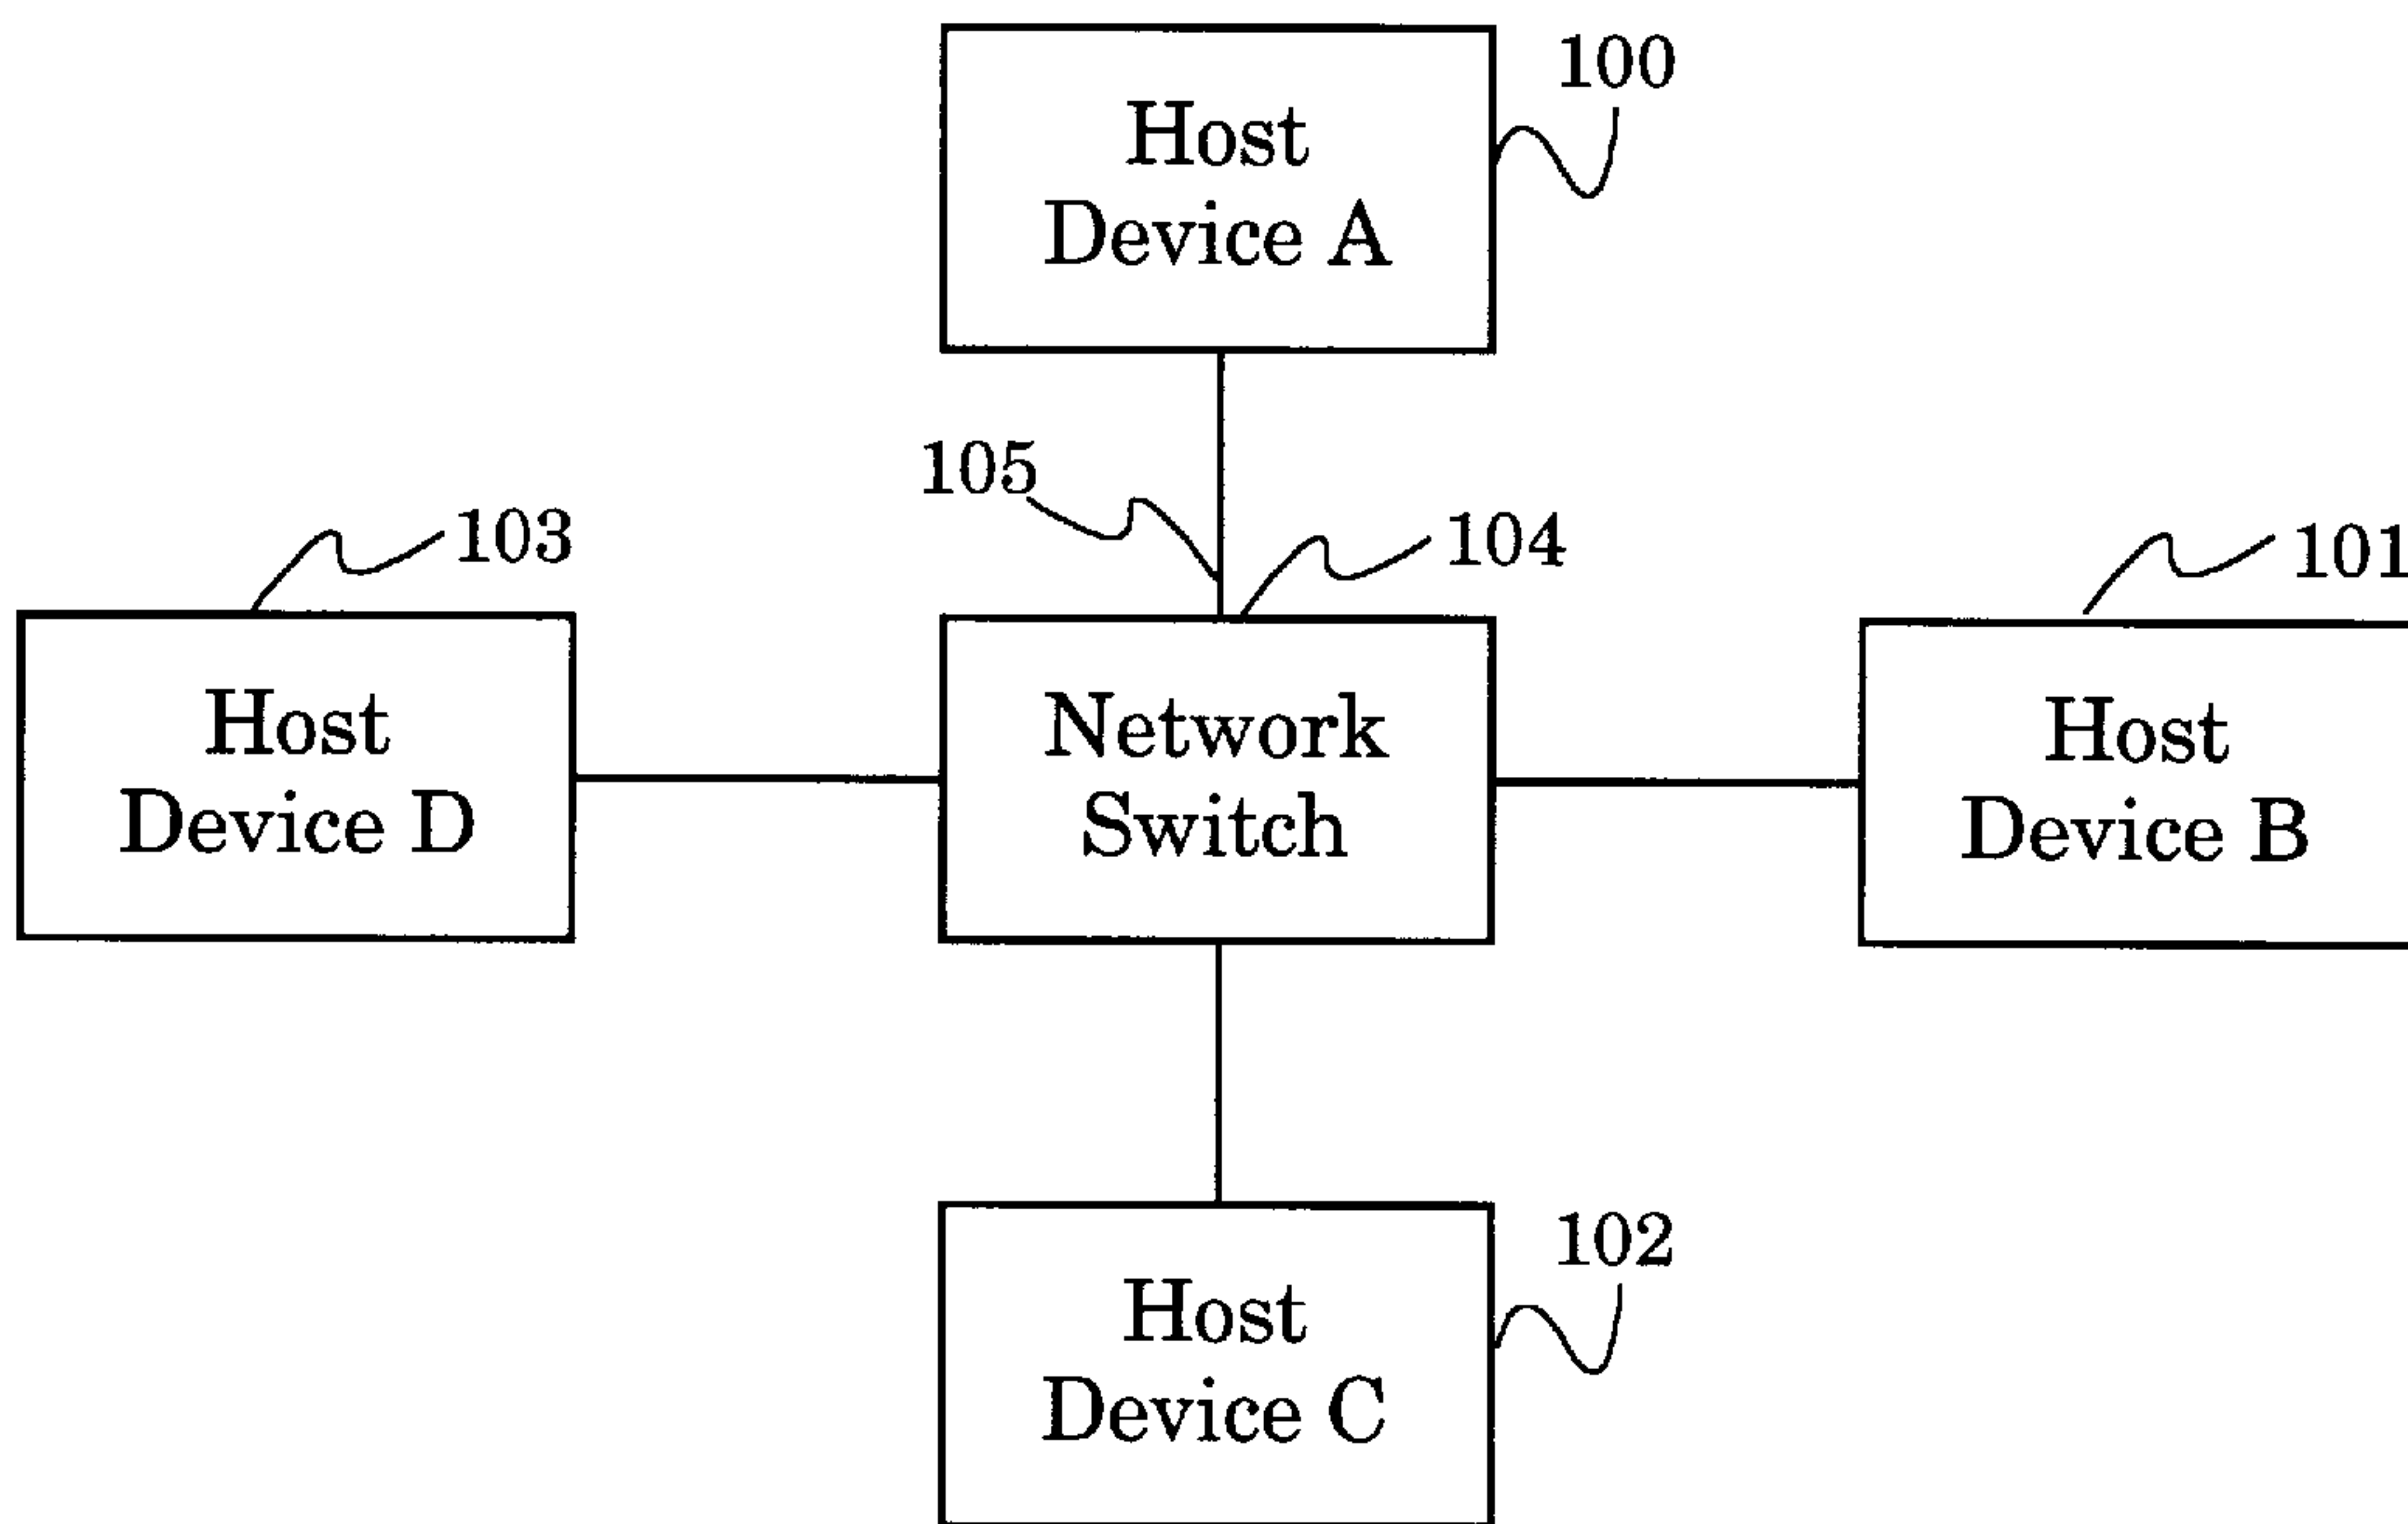 Host
Device A
100
105
103
104
101
Host
Device D
Network
Switch
Host
Device B
102
Host
Device C